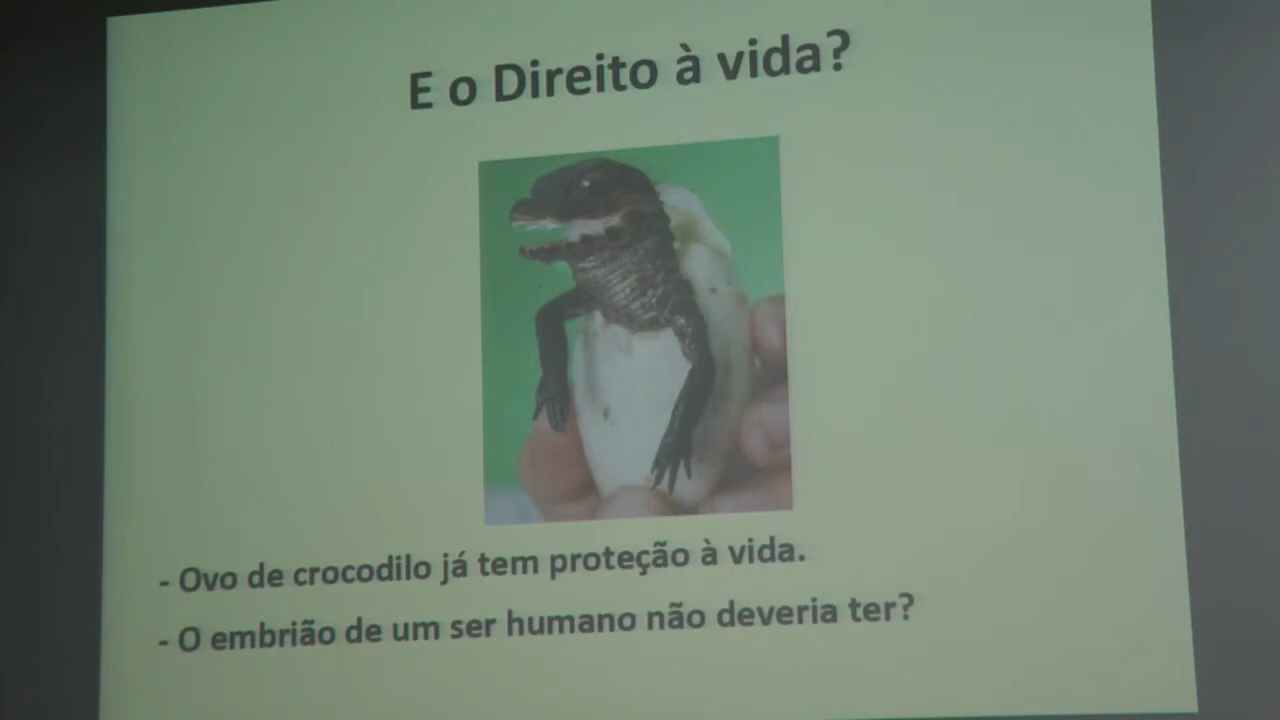 E o Direito à vida?
- Ovo de crocodilo já tem proteção à vida.
- O embrião de um ser humano não deveria ter?